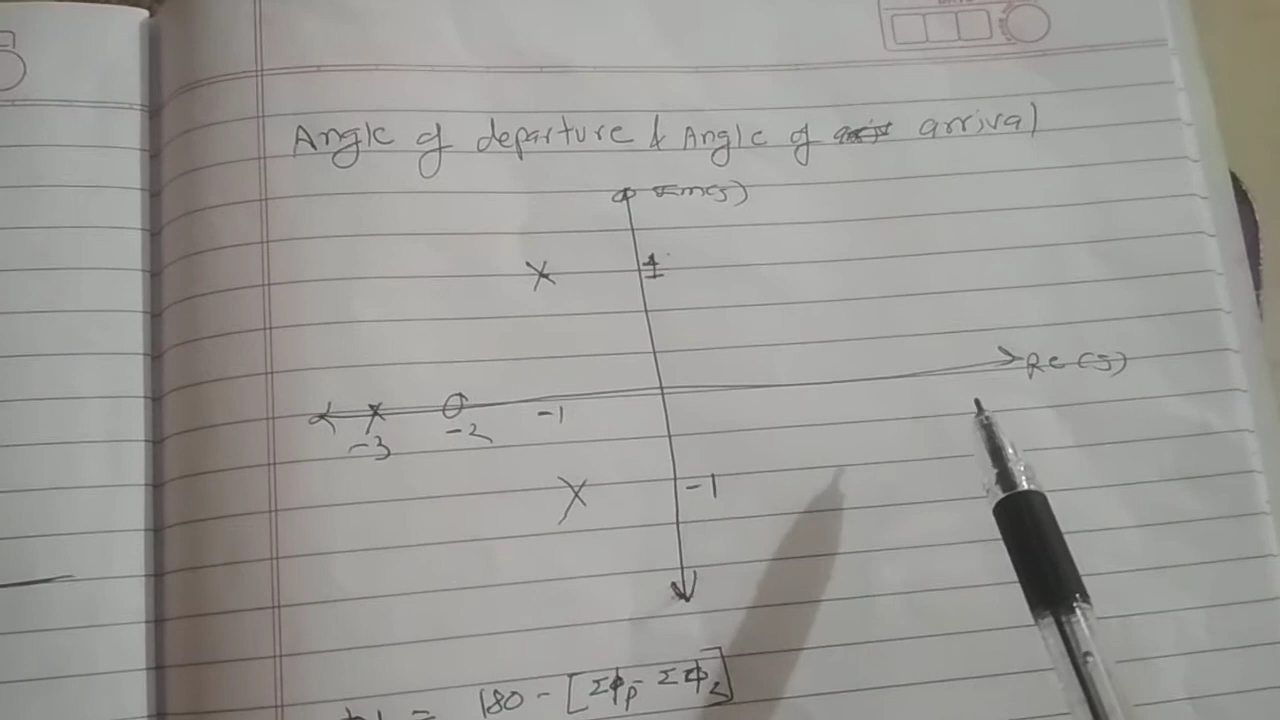 Angle of departure & Angle of arrival
Im(s)
1
Re(s)
-1
-2
-3
-1
180 - [Σϕp - Σϕz]
=